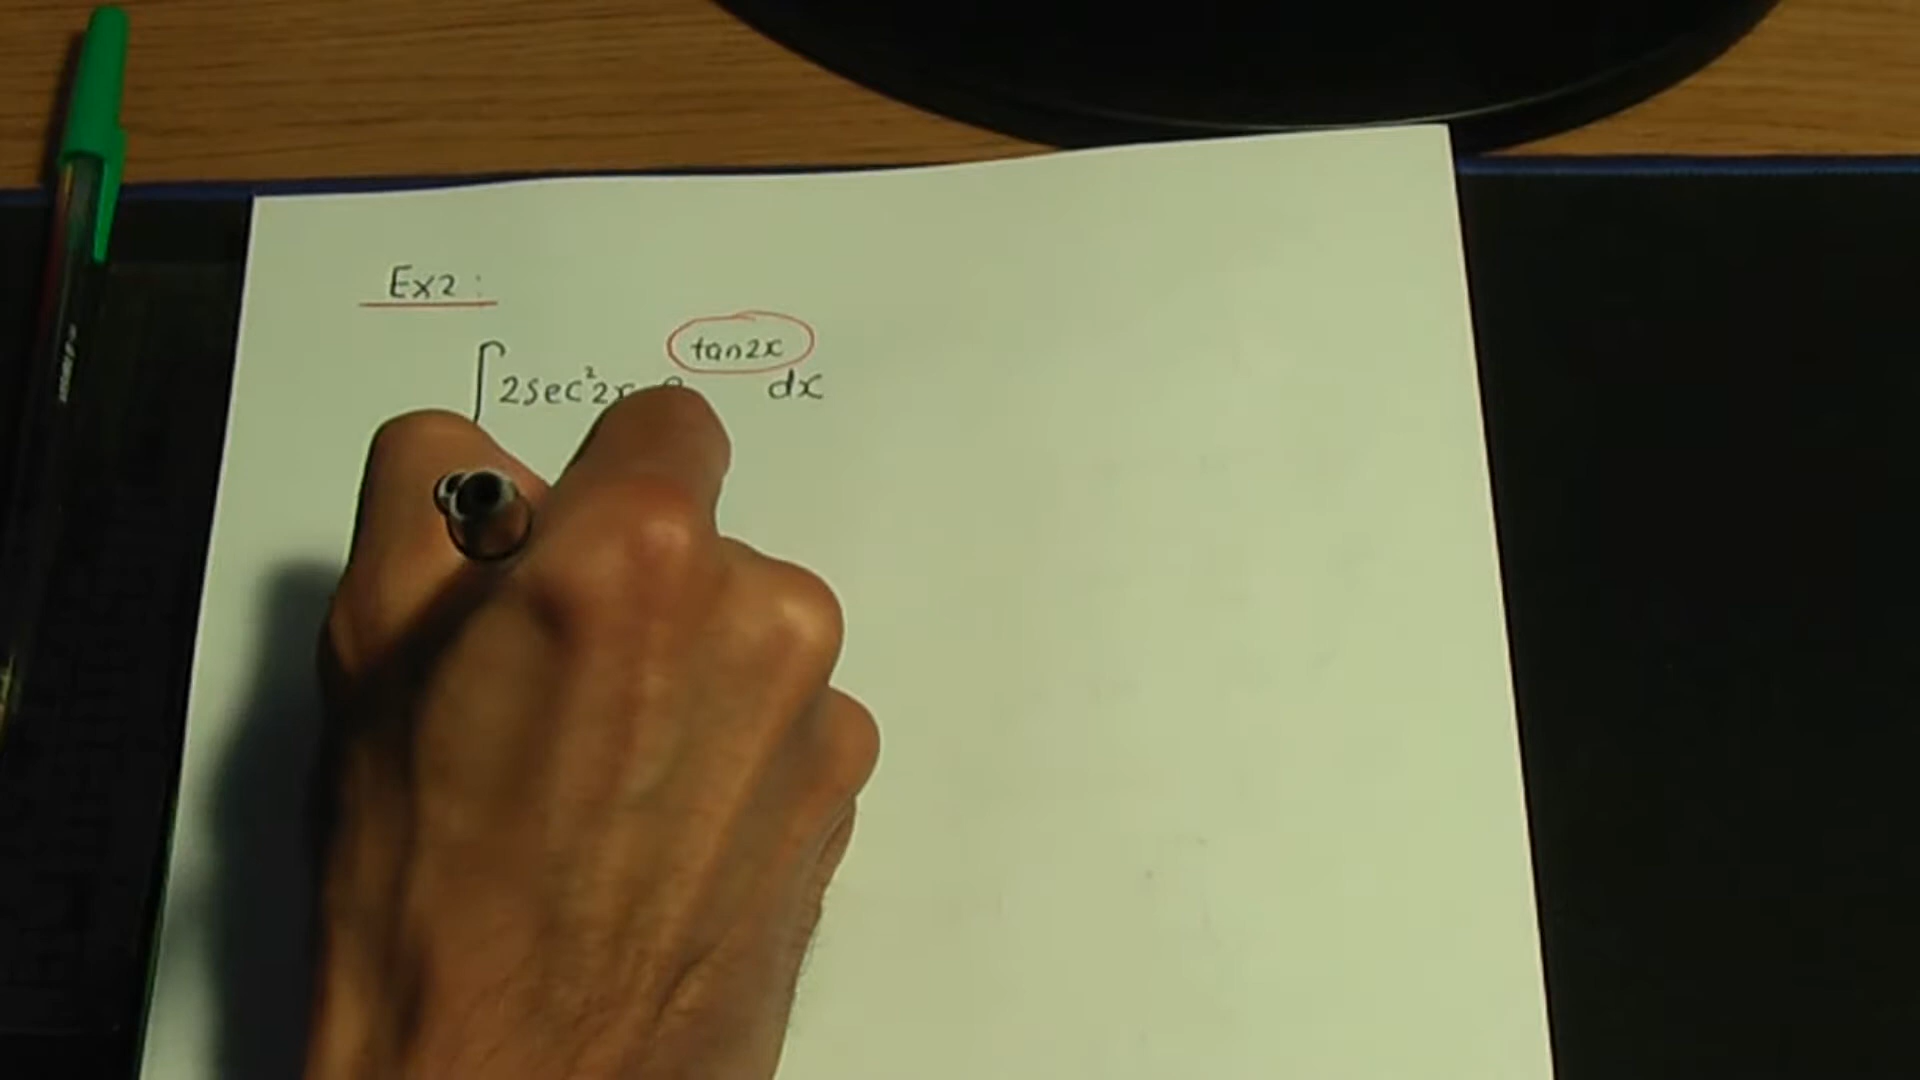 Ex2:
∫ 2sec²2x e^tan2x dx